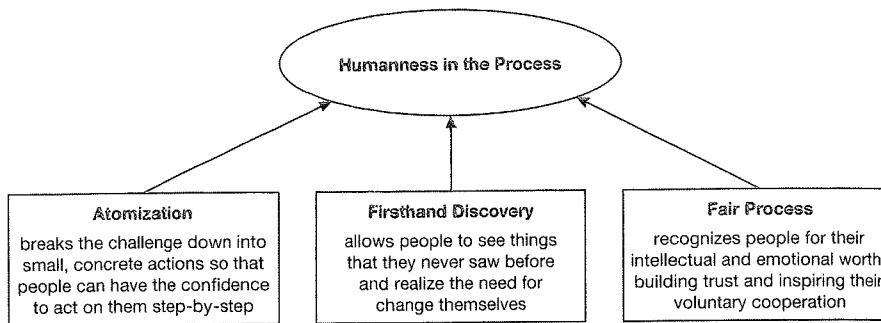 Humanness in the Process
Atomization
breaks the challenge down into
small, concrete actions so that
people can have the confidence
to act on them step-by-step
Firsthand Discovery
allows people to see things
that they never saw before
and realize the need for
change themselves
Fair Process
recognizes people for their
intellectual and emotional worth,
building trust and inspiring their
voluntary cooperation